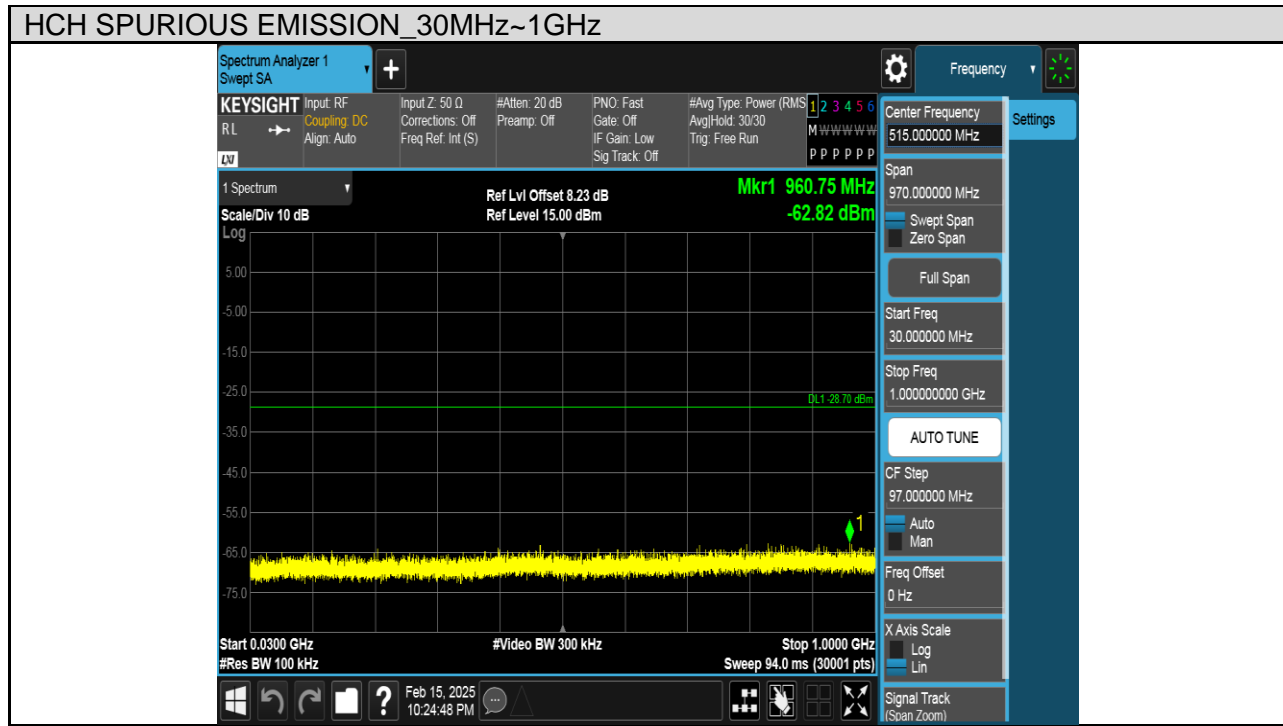 HCH SPURIOUS EMISSION_30MHz~1GHz
Spectrum Analyzer 1
Swept SA
+
Frequency
KEYSIGHT
RL
LXI
Input: RF
Coupling: DC
Align: Auto
Input Z: 50 Ω
Corrections: Off
Freq Ref: Int (S)
#Atten: 20 dB
Preamp: Off
PNO: Fast
Gate: Off
IF Gain: Low
Sig Track: Off
#Avg Type: Power (RMS
Avg|Hold: 30/30
Trig: Free Run
1 2 3 4 5 6
M W W W W W
P P P P P P
1 Spectrum
Scale/Div 10 dB
Ref Lvl Offset 8.23 dB
Ref Level 15.00 dBm
Mkr1 960.75 MHz
-62.82 dBm
Log
5.00
-5.00
-15.0
-25.0
DL1 -28.70 dBm
-35.0
-45.0
-55.0
1
-65.0
-75.0
Start 0.0300 GHz
#Res BW 100 kHz
#Video BW 300 kHz
Stop 1.0000 GHz
Sweep 94.0 ms (30001 pts)
?
Feb 15, 2025
10:24:48 PM
Center Frequency
515.000000 MHz
Settings
Span
970.000000 MHz
Swept Span
Zero Span
Full Span
Start Freq
30.000000 MHz
Stop Freq
1.000000000 GHz
AUTO TUNE
CF Step
97.000000 MHz
Auto
Man
Freq Offset
0 Hz
X Axis Scale
Log
Lin
Signal Track
(Span Zoom)